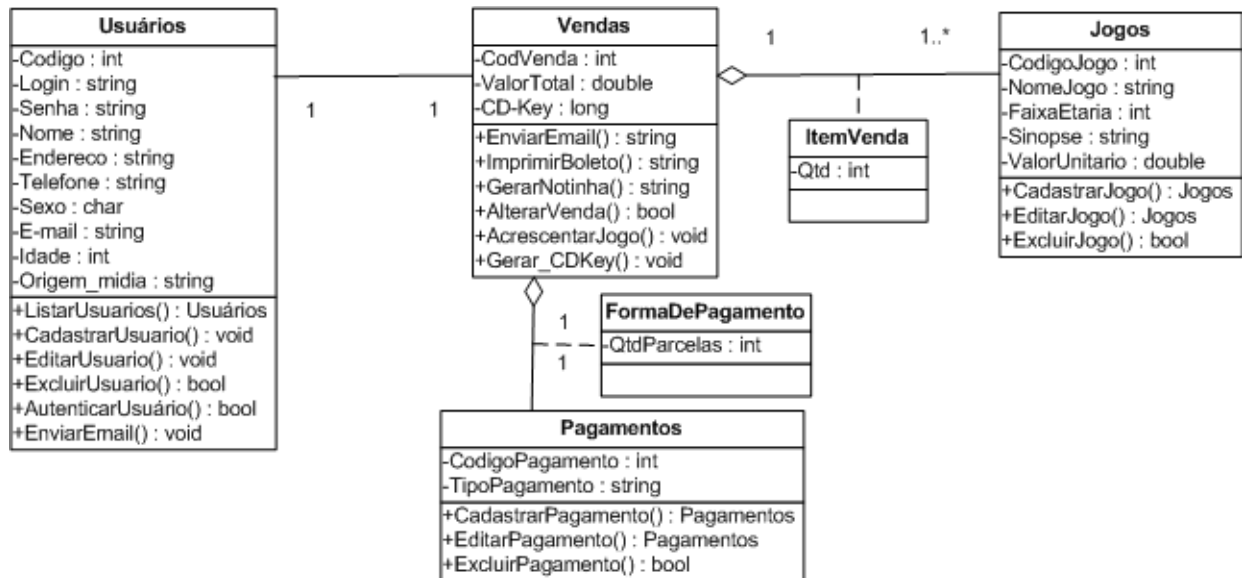 Usuários
-Codigo : int
-Login : string
-Senha : string
-Nome : string
-Endereco : string
-Telefone : string
-Sexo : char
-E-mail : string
-Idade : int
-Origem_midia : string
+ListarUsuarios() : Usuários
+CadastrarUsuario() : void
+EditarUsuario() : void
+ExcluirUsuario() : bool
+AutenticarUsuário() : bool
+EnviarEmail() : void
1
1
Vendas
-CodVenda : int
-ValorTotal : double
-CD-Key : long
+EnviarEmail() : string
+ImprimirBoleto() : string
+GerarNotinha() : string
+AlterarVenda() : bool
+AcrescentarJogo() : void
+Gerar_CDKey() : void
1
1..*
ItemVenda
-Qtd : int
Jogos
-CodigoJogo : int
-NomeJogo : string
-FaixaEtaria : int
-Sinopse : string
-ValorUnitario : double
+CadastrarJogo() : Jogos
+EditarJogo() : Jogos
+ExcluirJogo() : bool
1
1
FormaDePagamento
-QtdParcelas : int
Pagamentos
-CodigoPagamento : int
-TipoPagamento : string
+CadastrarPagamento() : Pagamentos
+EditarPagamento() : Pagamentos
+ExcluirPagamento() : bool